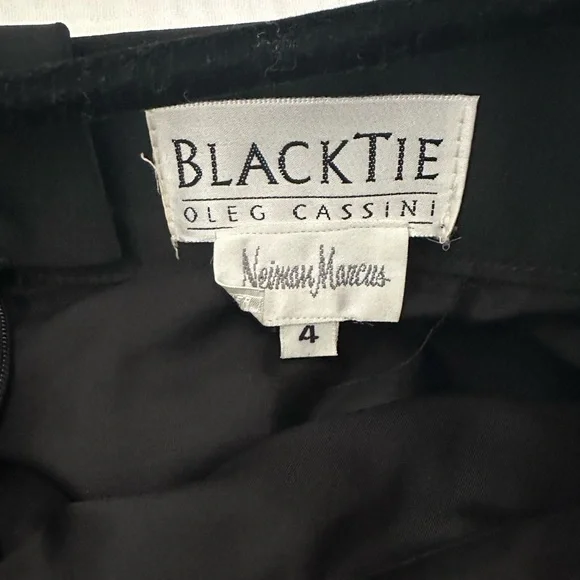 BLACKTIE
OLEG CASSINI
Neiman Marcus
4